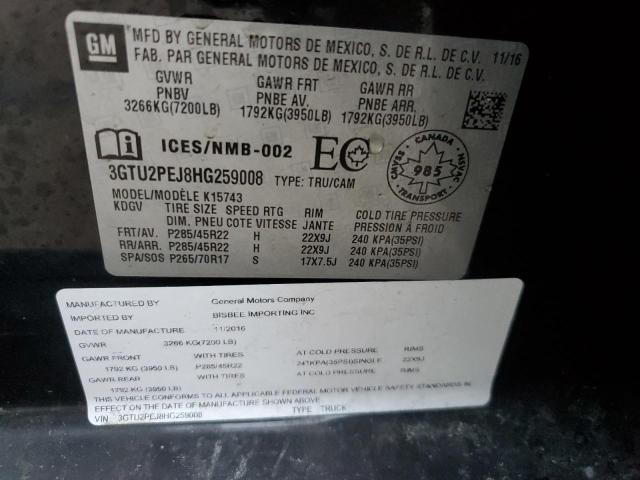 GM
MFD BY GENERAL MOTORS DE MEXICO, S. DE R.L. DE C.V. 11/16
FAB. PAR GENERAL MOTORS DE MEXICO, S. DE R.L. DE C.V.
GVWR GAWR FRT GAWR RR
PNBV PNBE AV. PNBE ARR.
3266KG(7200LB) 1792KG(3950LB) 1792KG(3950LB)
ICES/NMB-002 EC CANADA CMVSS NSVAC 985 TRANSPORT
3GTU2PEJ8HG259008 TYPE: TRU/CAM
MODEL/MODÈLE K15743
KDGV TIRE SIZE SPEED RTG RIM COLD TIRE PRESSURE
DIM. PNEU COTE VITESSE JANTE PRESSION À FROID
FRT/AV. P285/45R22 H 22X9J 240 KPA(35PSI)
RR/ARR. P285/45R22 H 22X9J 240 KPA(35PSI)
SPA/SOS P265/70R17 S 17X7.5J 240 KPA(35PSI)
MANUFACTURED BY General Motors Company
IMPORTED BY BISBEE IMPORTING INC
DATE OF MANUFACTURE 11/2016
GVWR 3266 KG(7200 LB)
GAWR FRONT WITH TIRES AT COLD PRESSURE RIMS
1792 KG (3950 LB) P285/45R22 241KPA(35PSI)SINGLE 22X9J
GAWR REAR WITH TIRES AT COLD PRESSURE RIMS
1792 KG (3950 LB)
THIS VEHICLE CONFORMS TO ALL APPLICABLE FEDERAL MOTOR VEHICLE SAFETY STANDARDS IN
EFFECT ON THE DATE OF MANUFACTURE SHOWN ABOVE.
VIN 3GTU2PEJ8HG259008 TYPE TRUCK